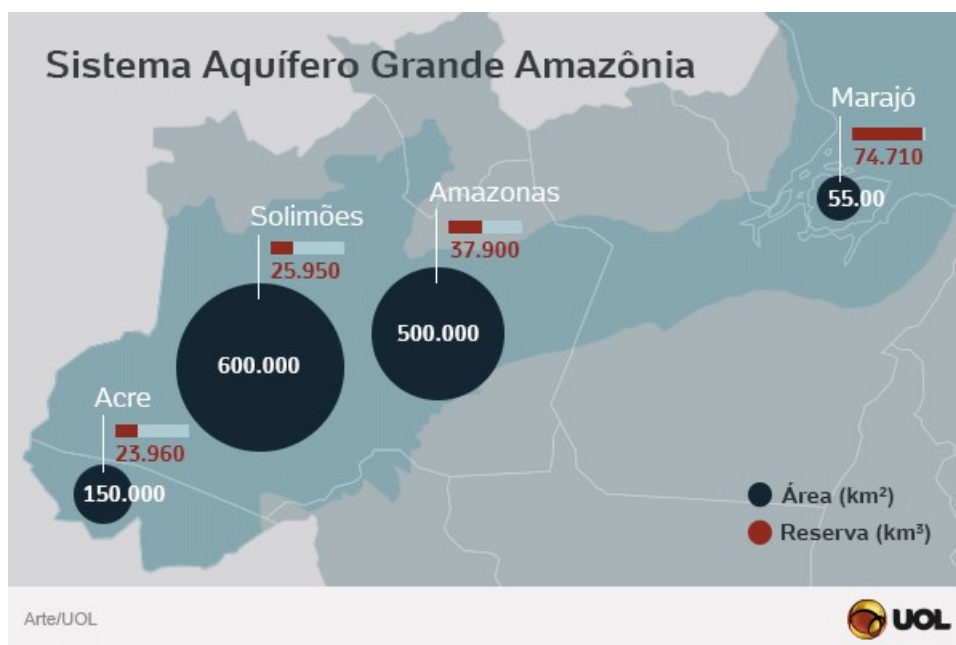 Sistema Aquífero Grande Amazônia
Marajó
74.710
55.00
Amazonas
37.900
500.000
Solimões
25.950
600.000
Acre
23.960
150.000
Área (km²)
Reserva (km³)
Arte/UOL
UOL